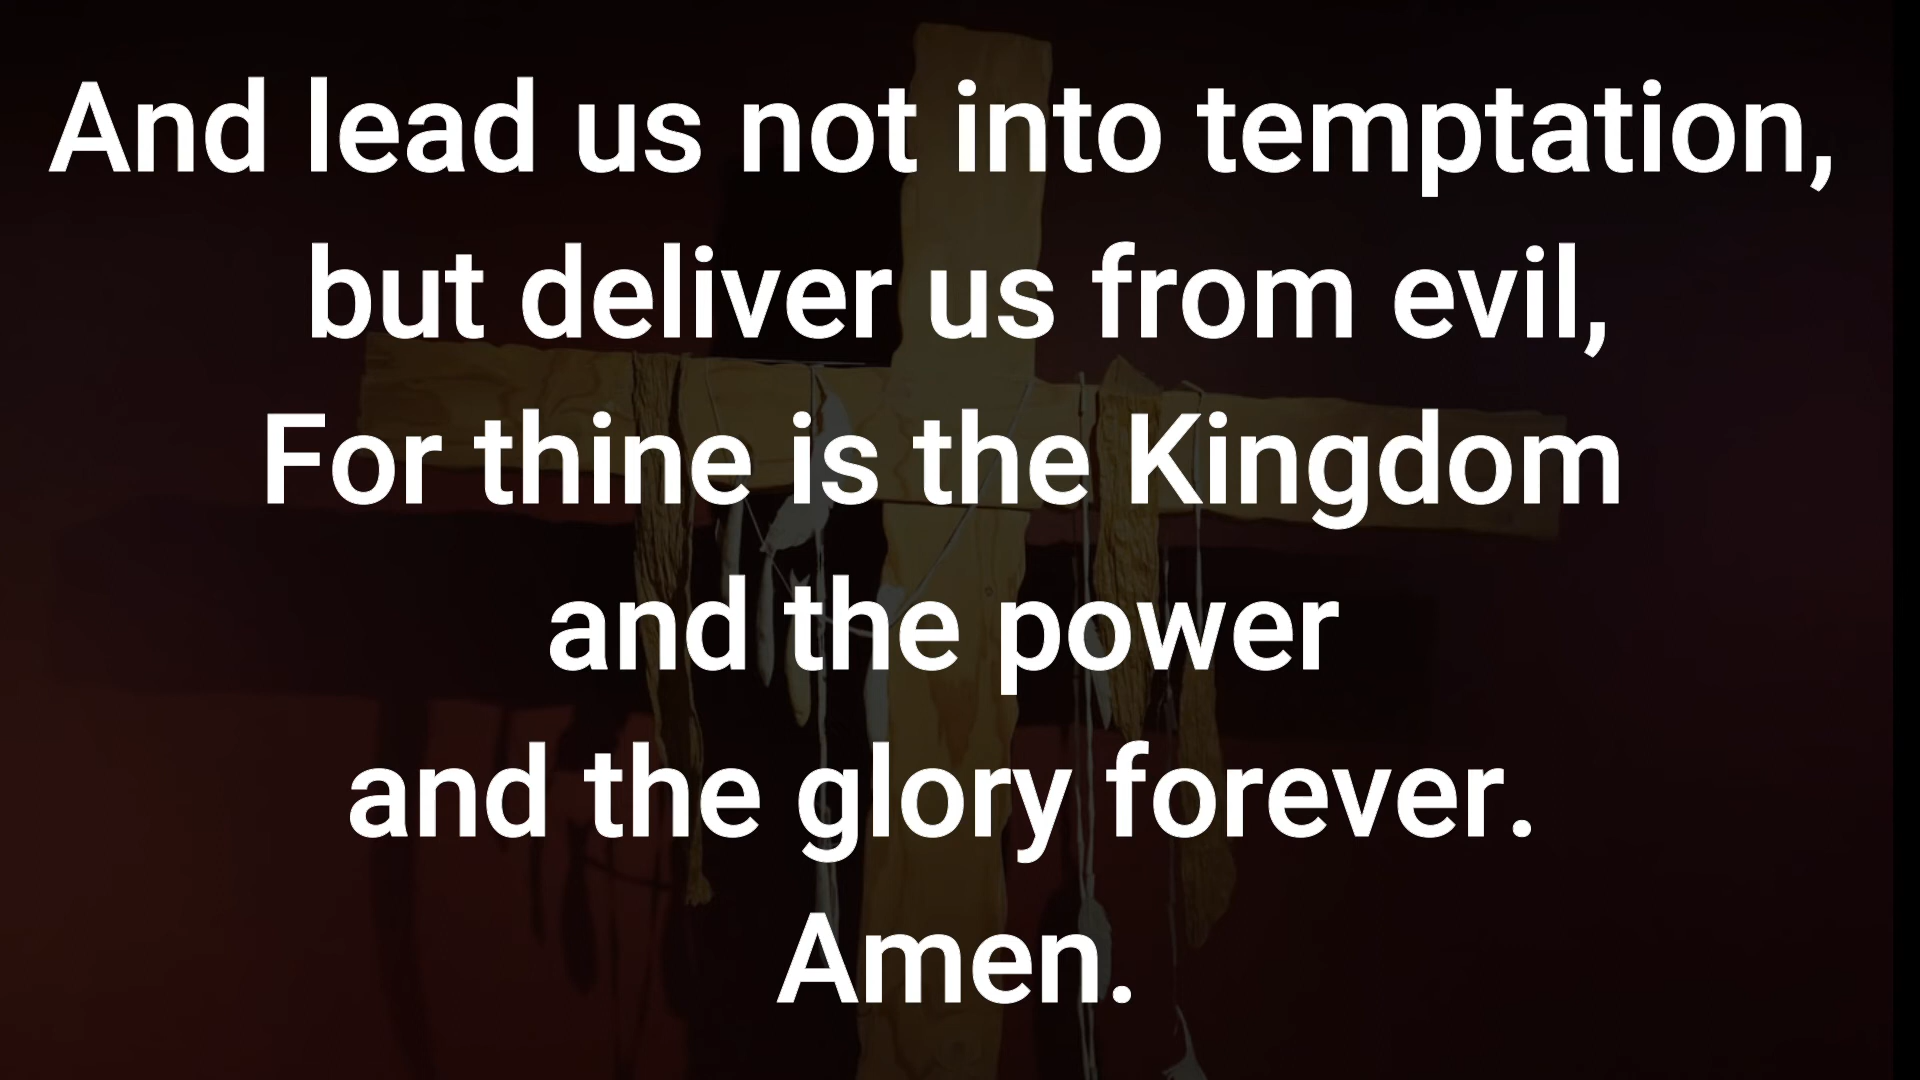 And lead us not into temptation,
but deliver us from evil,
For thine is the Kingdom
and the power
and the glory forever.
Amen.